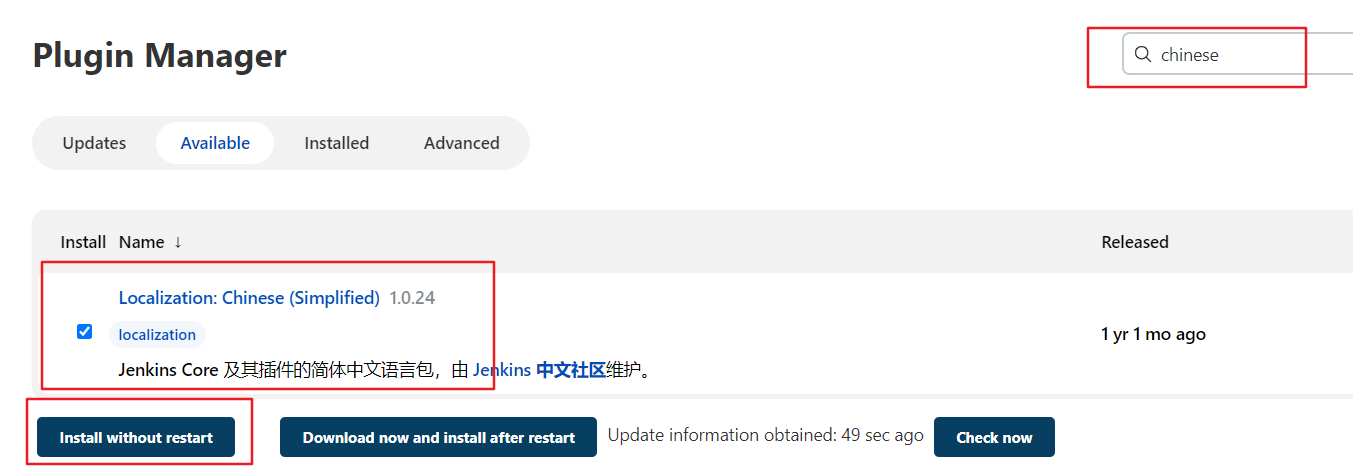 Plugin Manager
chinese
Updates Available Installed Advanced
Install Name ↓ Released
Localization: Chinese (Simplified) 1.0.24
localization
1 yr 1 mo ago
Jenkins Core 及其插件的简体中文语言包，由 Jenkins 中文社区维护。
Install without restart Download now and install after restart Update information obtained: 49 sec ago Check now